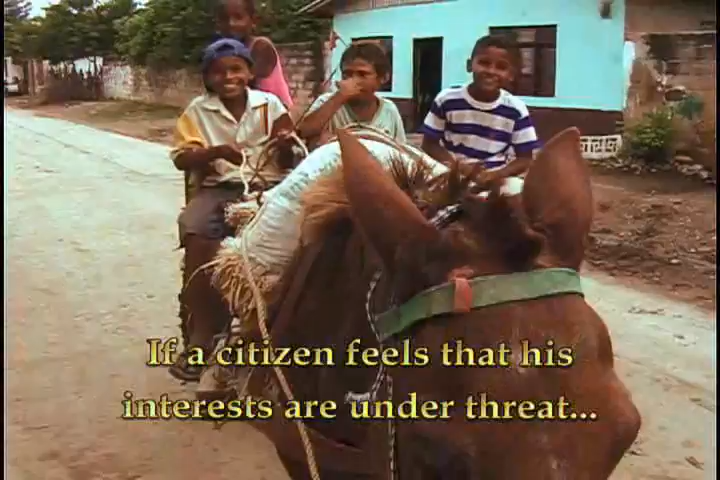 If a citizen feels that his
interests are under threat...